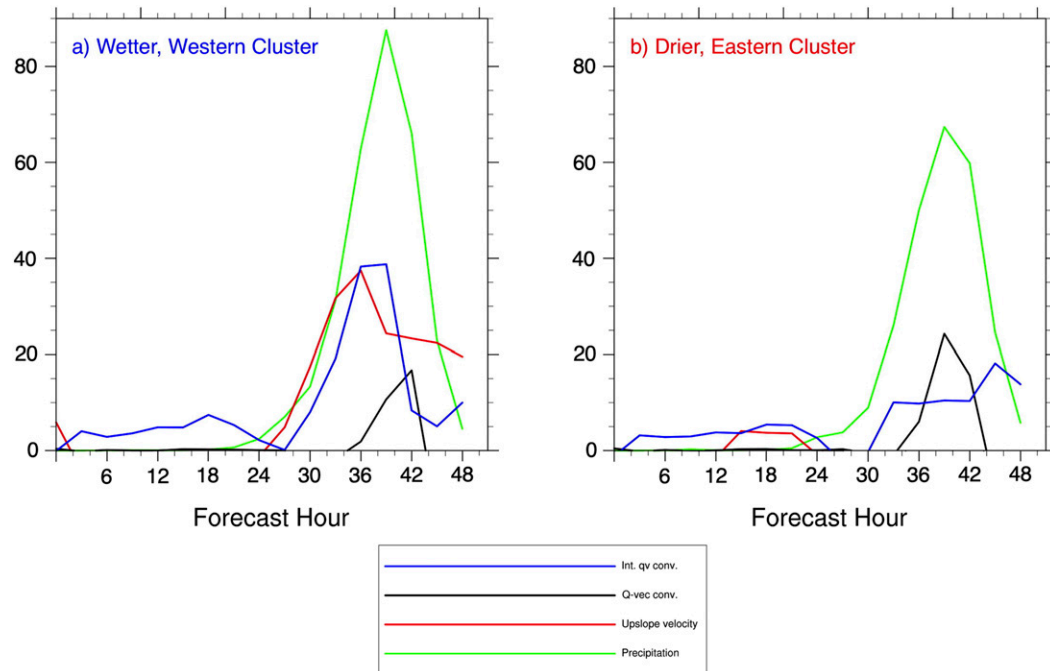 a) Wetter, Western Cluster
b) Drier, Eastern Cluster
80
60
40
20
0
6 12 18 24 30 36 42 48
Forecast Hour
80
60
40
20
0
6 12 18 24 30 36 42 48
Forecast Hour
Int. qv conv.
Q-vec conv.
Upslope velocity
Precipitation